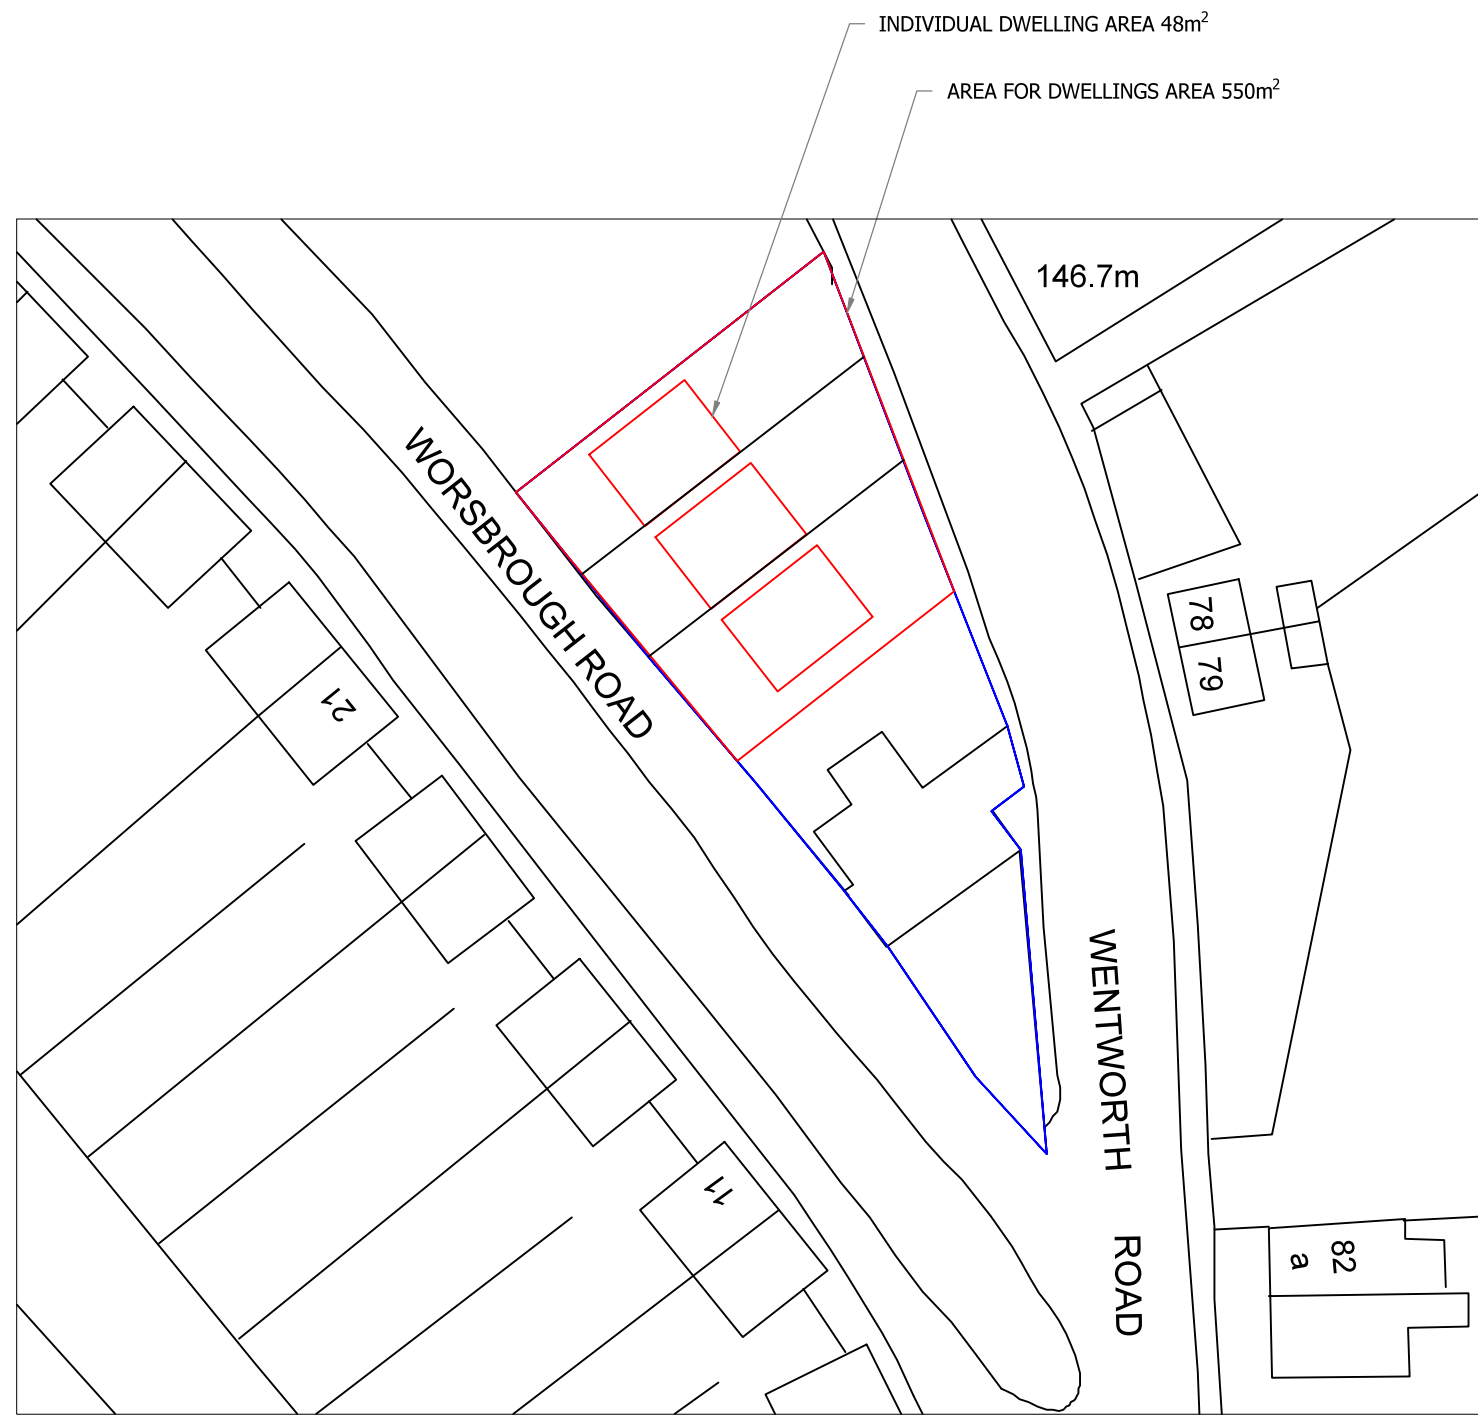 INDIVIDUAL DWELLING AREA 48m²
AREA FOR DWELLINGS AREA 550m²
146.7m
WORSBROUGH ROAD
78
79
21
WENTWORTH ROAD
11
82
a